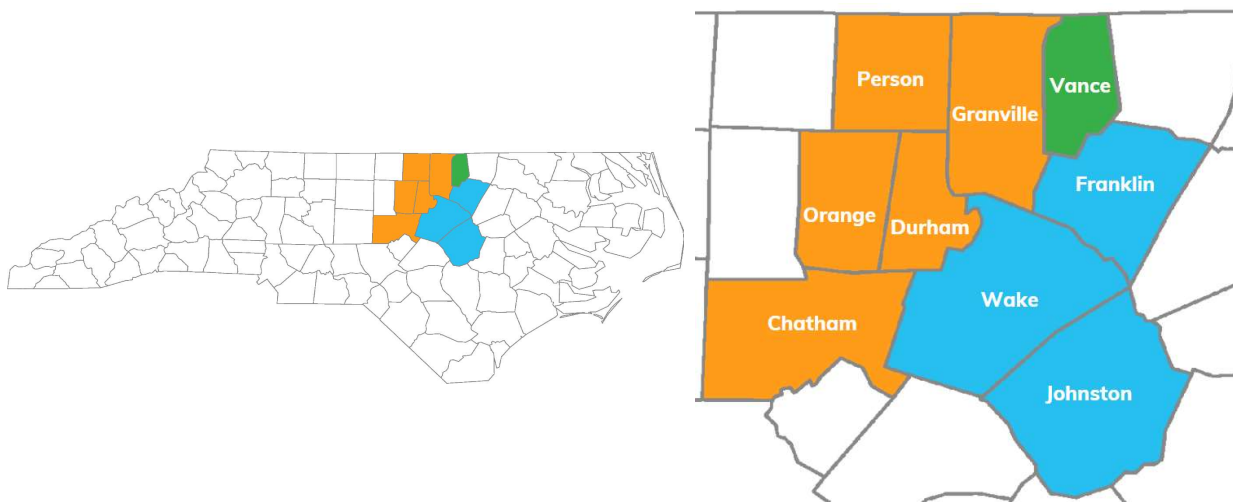 Person
Granville
Vance
Franklin
Orange
Durham
Wake
Chatham
Johnston